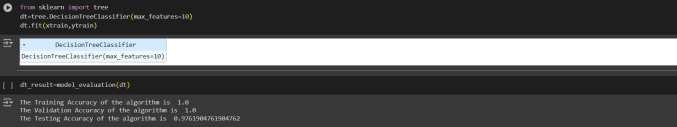 from sklearn import tree
dt=tree.DecisionTreeClassifier(max_features=10)
dt.fit(xtrain,ytrain)
DecisionTreeClassifier
DecisionTreeClassifier(max_features=10)
[ ] dt_result=model_evaluation(dt)
The Training Accuracy of the algorithm is  1.0
The Validation Accuracy of the algorithm is  1.0
The Testing Accuracy of the algorithm is  0.9761904761904762